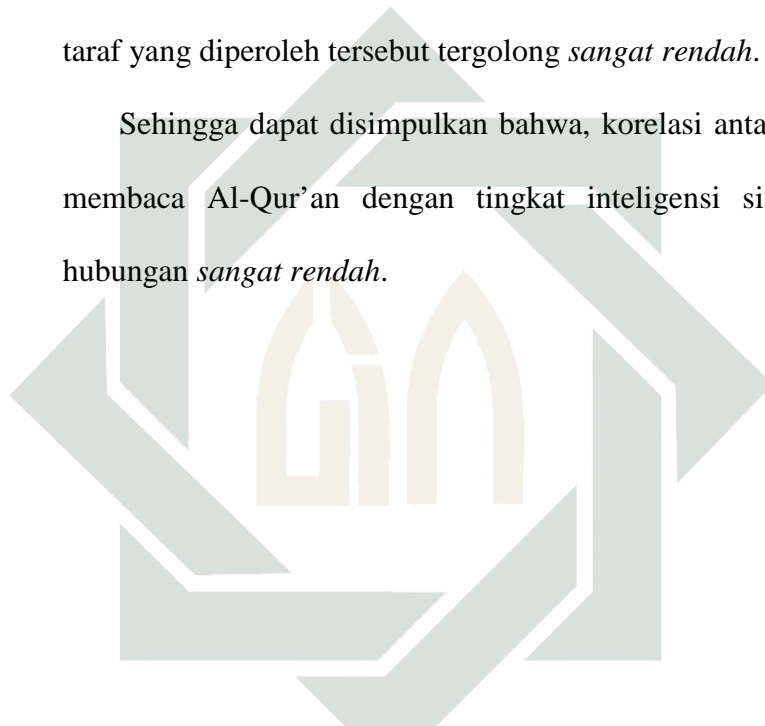 taraf yang diperoleh tersebut tergolong sangat rendah.
Sehingga dapat disimpulkan bahwa, korelasi anta
membaca Al-Qur’an dengan tingkat inteligensi si
hubungan sangat rendah.